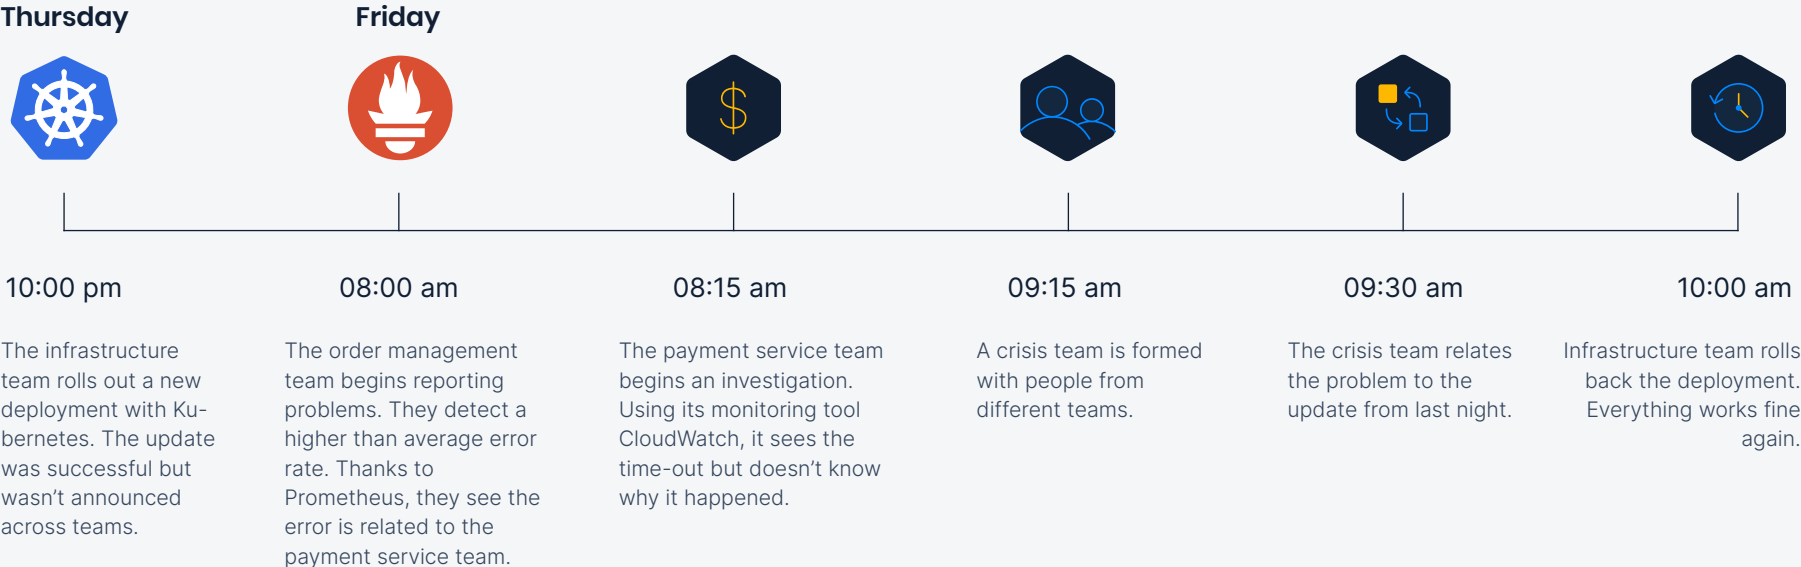 Thursday
Friday
10:00 pm
08:00 am
08:15 am
09:15 am
09:30 am
10:00 am
The infrastructure
team rolls out a new
deployment with Ku-
bernetes. The update
was successful but
wasn't announced
across teams.
The order management
team begins reporting
problems. They detect a
higher than average error
rate. Thanks to
Prometheus, they see the
error is related to the
payment service team.
The payment service team
begins an investigation.
Using its monitoring tool
CloudWatch, it sees the
time-out but doesn't know
why it happened.
A crisis team is formed
with people from
different teams.
The crisis team relates
the problem to the
update from last night.
Infrastructure team rolls
back the deployment.
Everything works fine
again.